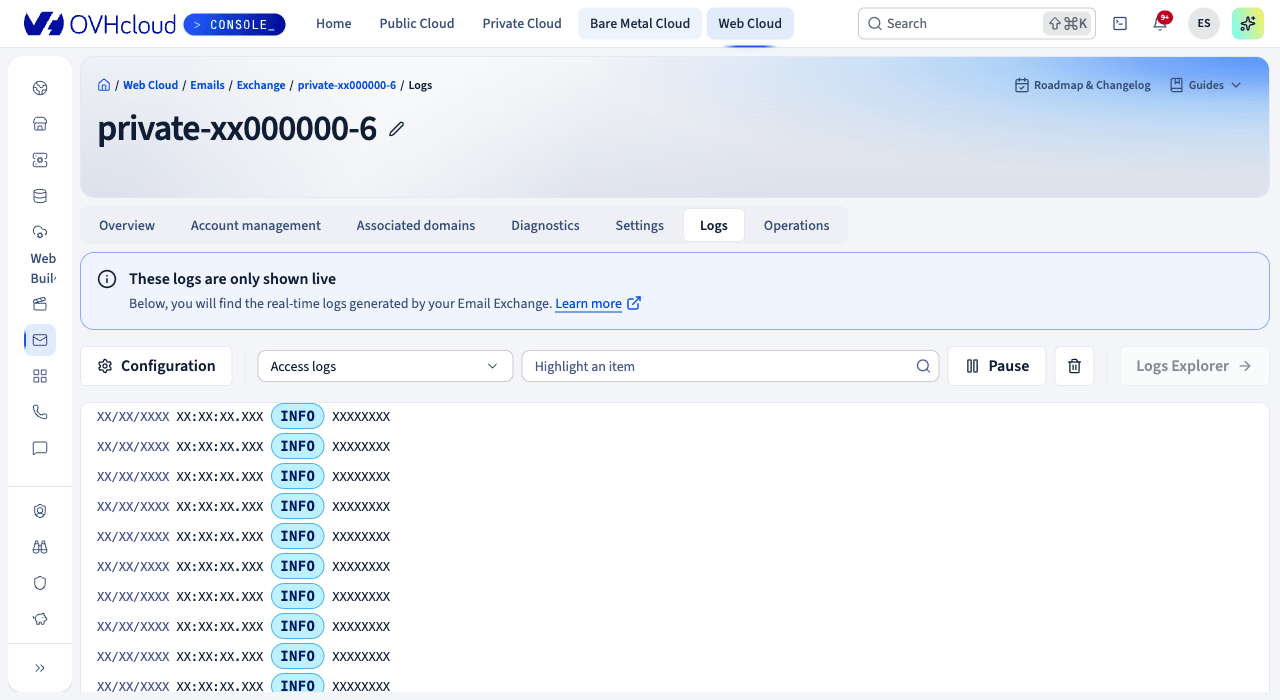 OVHcloud > CONSOLE_ Home Public Cloud Private Cloud Bare Metal Cloud Web Cloud Search ⇧⌘K 9+ ES
/ Web Cloud / Emails / Exchange / private-xx000000-6 / Logs Roadmap & Changelog Guides
private-xx000000-6
Overview Account management Associated domains Diagnostics Settings Logs Operations
Web
Buil
These logs are only shown live
Below, you will find the real-time logs generated by your Email Exchange. Learn more
Configuration Access logs Highlight an item Pause Logs Explorer
XX/XX/XXXX XX:XX:XX.XXX INFO XXXXXXXX
XX/XX/XXXX XX:XX:XX.XXX INFO XXXXXXXX
XX/XX/XXXX XX:XX:XX.XXX INFO XXXXXXXX
XX/XX/XXXX XX:XX:XX.XXX INFO XXXXXXXX
XX/XX/XXXX XX:XX:XX.XXX INFO XXXXXXXX
XX/XX/XXXX XX:XX:XX.XXX INFO XXXXXXXX
XX/XX/XXXX XX:XX:XX.XXX INFO XXXXXXXX
XX/XX/XXXX XX:XX:XX.XXX INFO XXXXXXXX
XX/XX/XXXX XX:XX:XX.XXX INFO XXXXXXXX
XX/XX/XXXX XX:XX:XX.XXX INFO XXXXXXXX